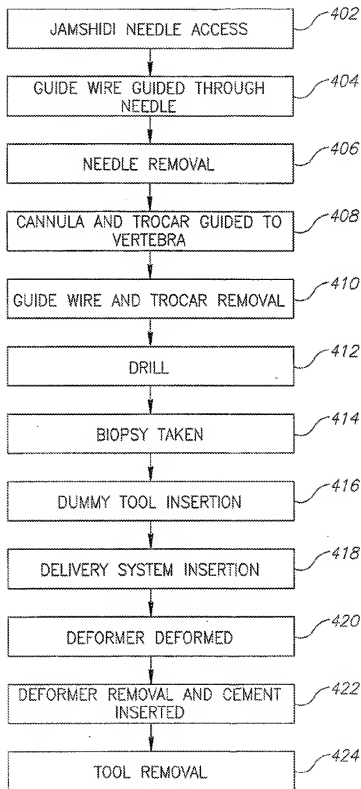 JAMSHIDI NEEDLE ACCESS
402
GUIDE WIRE GUIDED THROUGH
NEEDLE
404
NEEDLE REMOVAL
406
CANNULA AND TROCAR GUIDED TO
VERTEBRA
408
GUIDE WIRE AND TROCAR REMOVAL
410
DRILL
412
BIOPSY TAKEN
414
DUMMY TOOL INSERTION
416
DELIVERY SYSTEM INSERTION
418
DEFORMER DEFORMED
420
DEFORMER REMOVAL AND CEMENT
INSERTED
422
TOOL REMOVAL
424